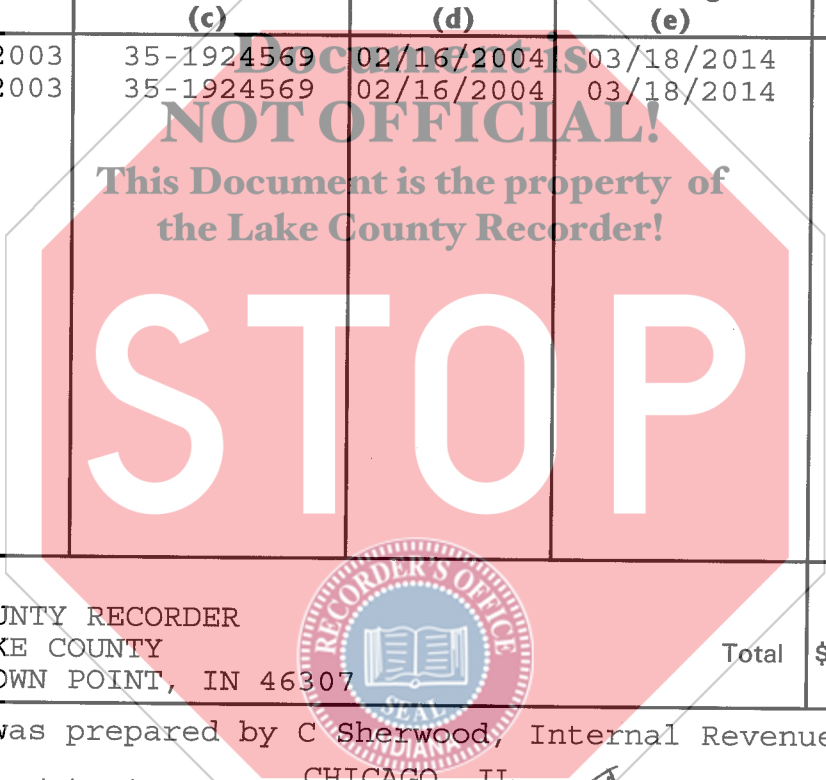 (c) (d) (e)
2003 35-1924569 02/16/2004 03/18/2014
2003 35-1924569 02/16/2004 03/18/2014
Document is
NOT OFFICIAL!
This Document is the property of
the Lake County Recorder!
STOP
RECORDER'S OFFICE
SEAL
INDIANA
UNTY RECORDER
KE COUNTY
OWN POINT, IN 46307
Total $
was prepared by C Sherwood, Internal Revenue
CHICAGO, IL